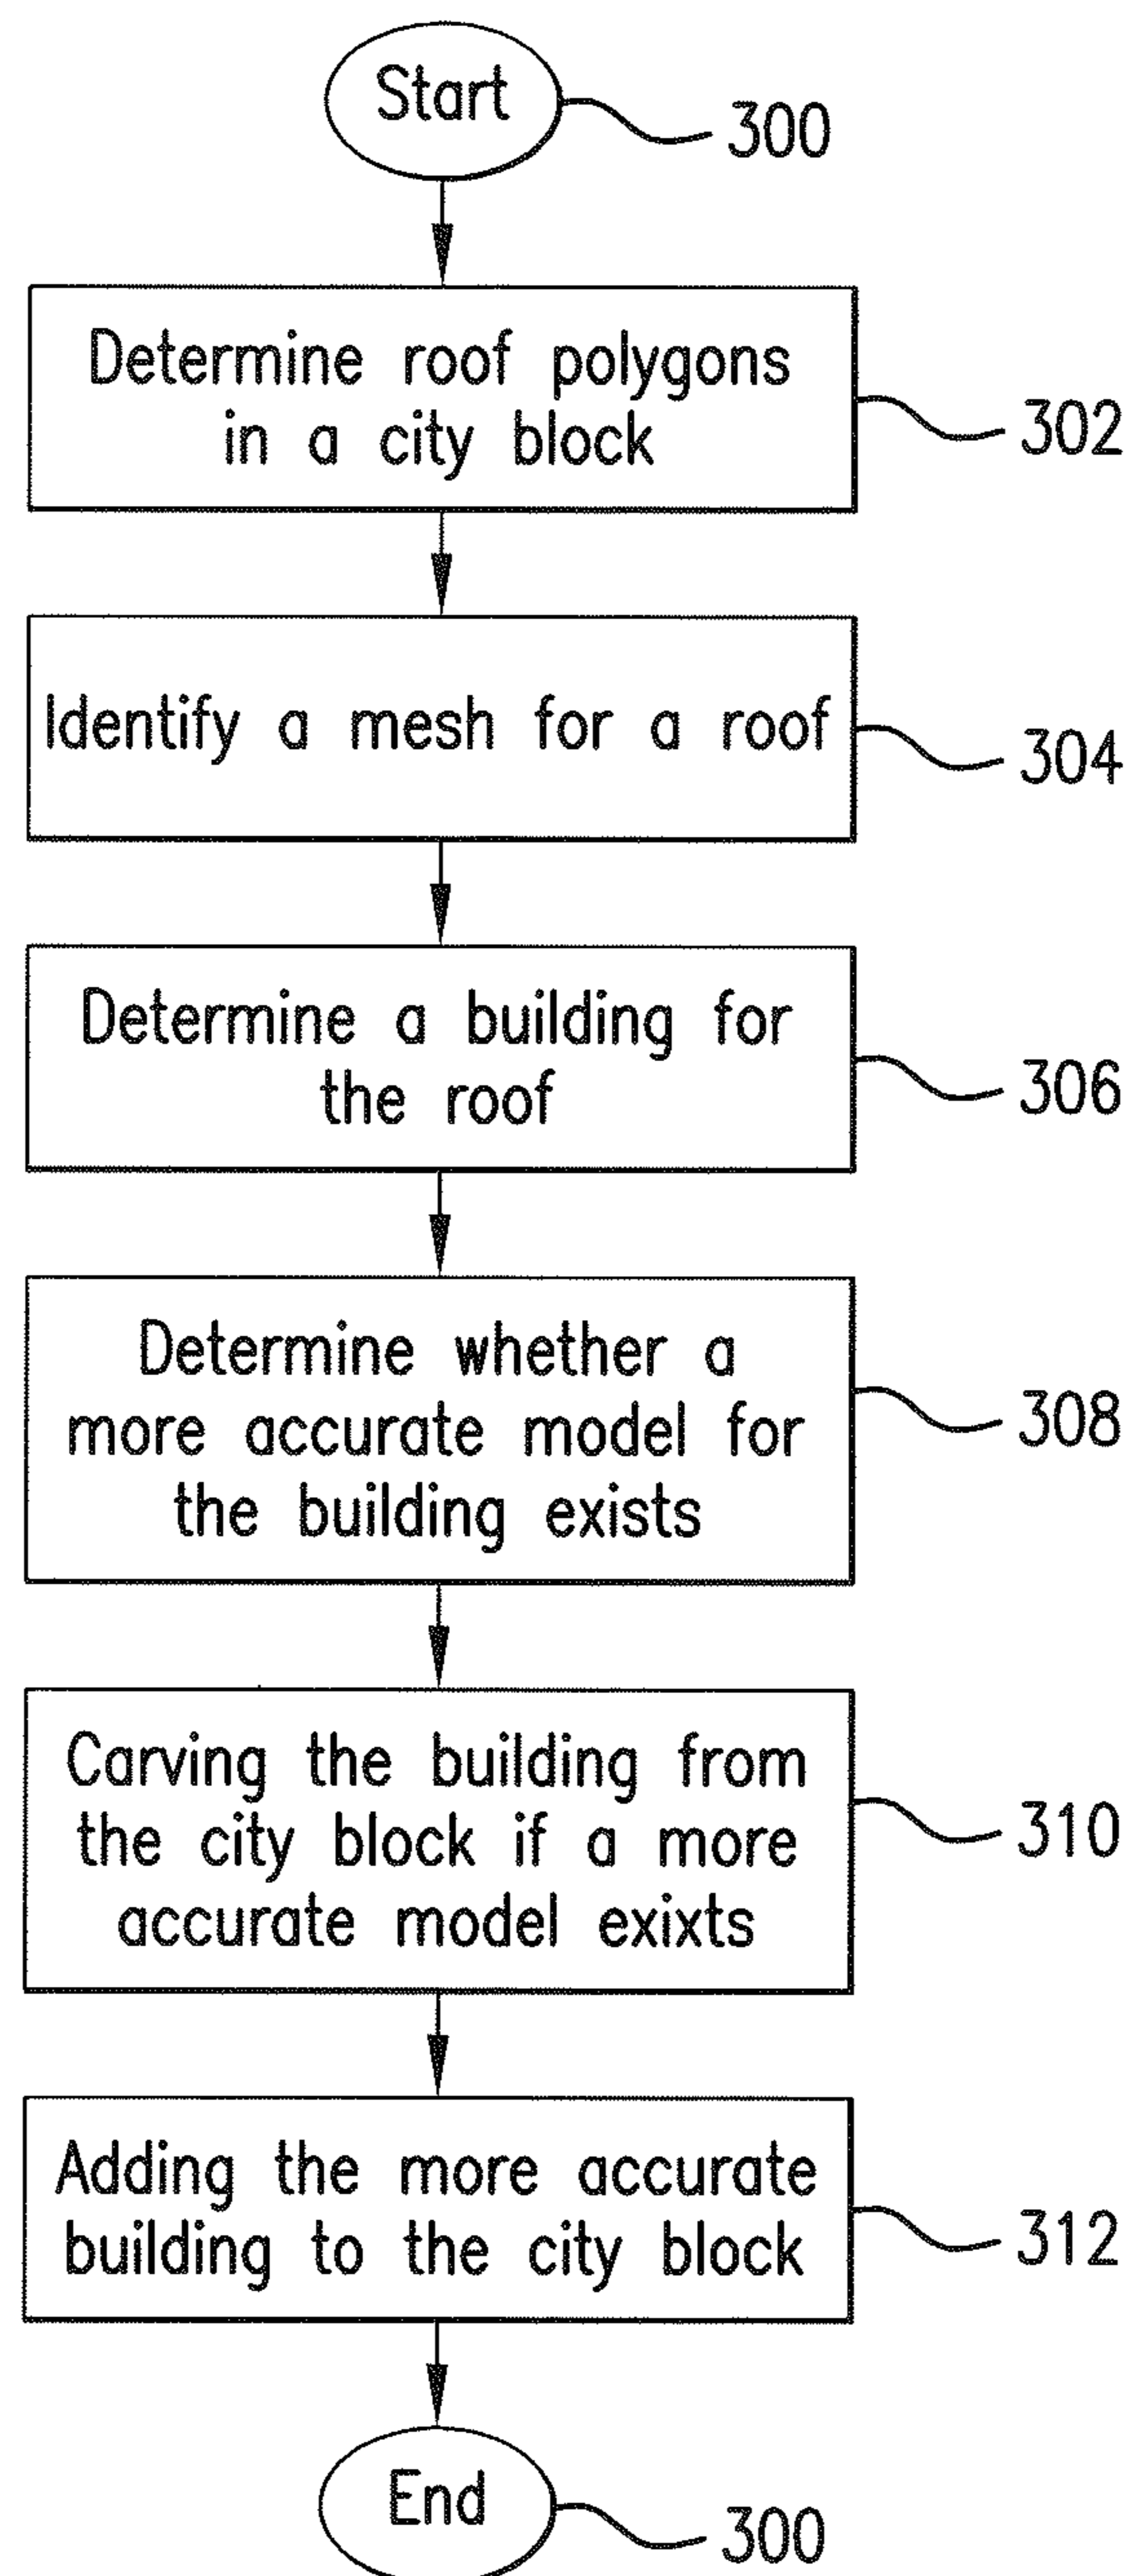 Start
300
Determine roof polygons
in a city block
302
Identify a mesh for a roof
304
Determine a building for
the roof
306
Determine whether a
more accurate model for
the building exists
308
Carving the building from
the city block if a more
accurate model exixts
310
Adding the more accurate
building to the city block
312
End
300